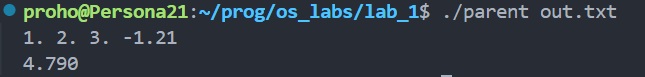 proho@Persona21:~/prog/os_labs/lab_1$ ./parent out.txt
1. 2. 3. -1.21
4.790